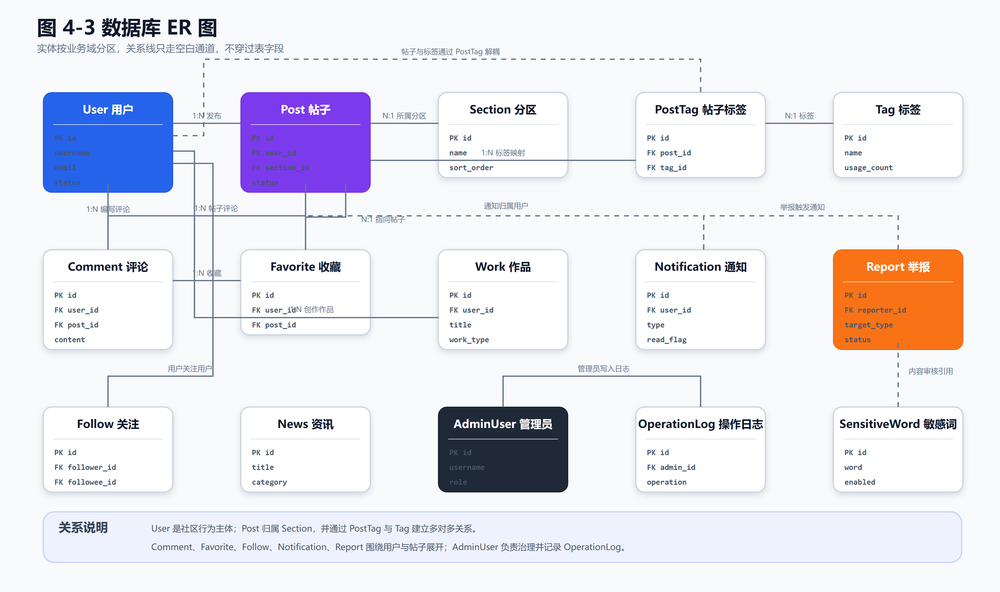 图 4-3 数据库 ER 图
实体按业务域分区，关系线只走空白通道，不穿过表字段
帖子与标签通过 PostTag 解耦
User 用户
PK id
username
email
status
1:N 发布
Post 帖子
PK id
FK user_id
FK section_id
status
N:1 所属分区
Section 分区
PK id
name
sort_order
1:N 标签映射
PostTag 帖子标签
PK id
FK post_id
FK tag_id
N:1 标签
Tag 标签
PK id
name
usage_count
1:N 编写评论
1:N 帖子评论
N:1 指向帖子
通知归属用户
举报触发通知
Comment 评论
PK id
FK user_id
FK post_id
content
1:N 收藏
Favorite 收藏
PK id
FK user_id
FK post_id
1:N 创作作品
Work 作品
PK id
FK user_id
title
work_type
Notification 通知
PK id
FK user_id
type
read_flag
Report 举报
PK id
FK reporter_id
target_type
status
用户关注用户
管理员写入日志
内容审核引用
Follow 关注
PK id
FK follower_id
FK followee_id
News 资讯
PK id
title
category
AdminUser 管理员
PK id
username
role
OperationLog 操作日志
PK id
FK admin_id
operation
SensitiveWord 敏感词
PK id
word
enabled
关系说明
User 是社区行为主体；Post 归属 Section，并通过 PostTag 与 Tag 建立多对多关系。
Comment、Favorite、Follow、Notification、Report 围绕用户与帖子展开；AdminUser 负责治理并记录 OperationLog。